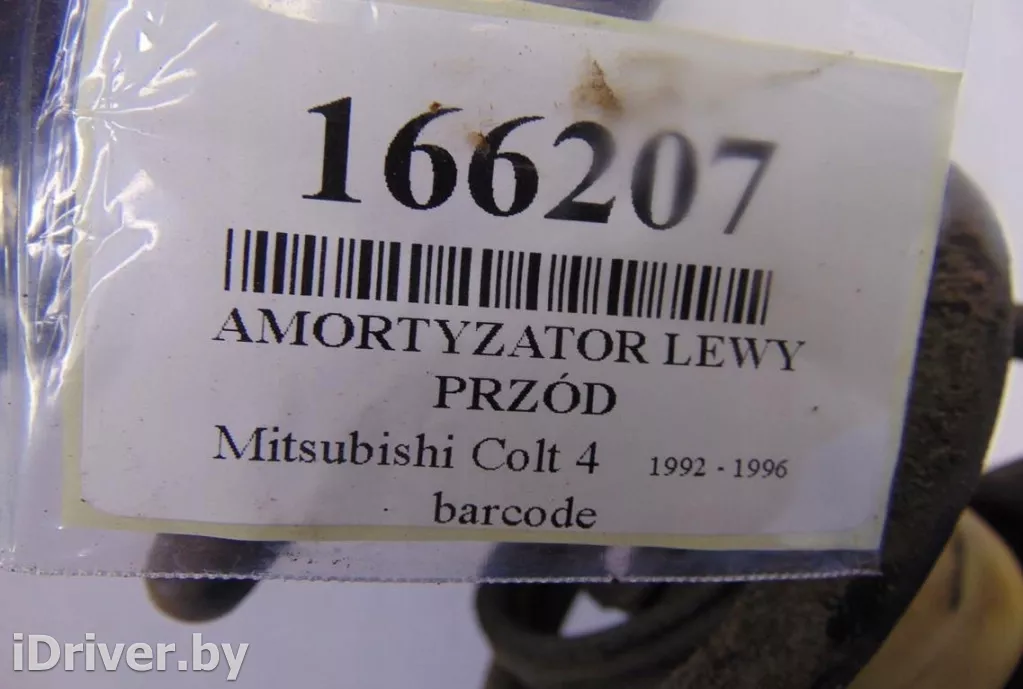 166207
AMORTYZATOR LEWY
PRZÓD
Mitsubishi Colt 4 1992 - 1996
barcode
iDriver.by